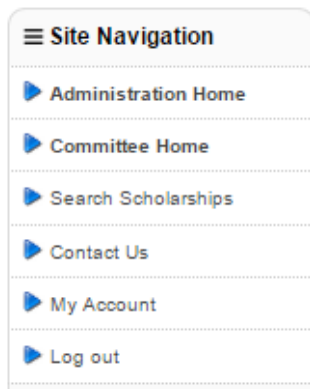 Site Navigation
Administration Home
Committee Home
Search Scholarships
Contact Us
My Account
Log out